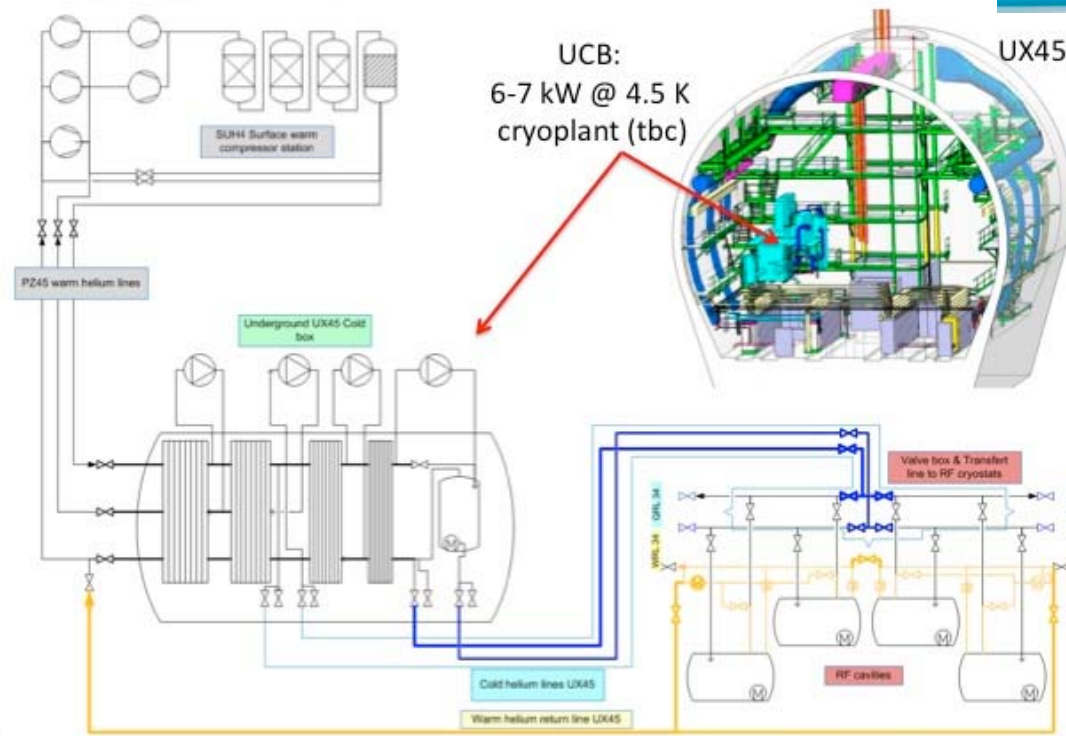 UCB:
6-7 kW @ 4.5 K
cryoplant (tbc)
UX45
SUH4 Surface warm
compressor station
PZ45 warm helium lines
Underground UX45 Cold
box
Valve box & Transfert
line to RF cryostats
QRL 34
WRL 34
M
M
M
M
M
RF cavities
Cold helium lines UX45
Warm helium return line UX45